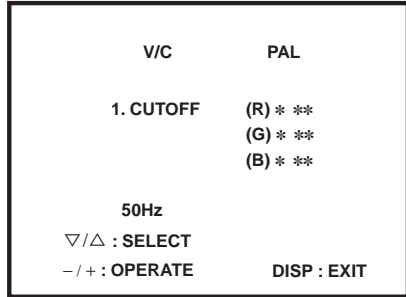 V/C PAL
1. CUTOFF (R) * **
(G) * **
(B) * **
50Hz
▽/△ : SELECT
– / + : OPERATE DISP : EXIT